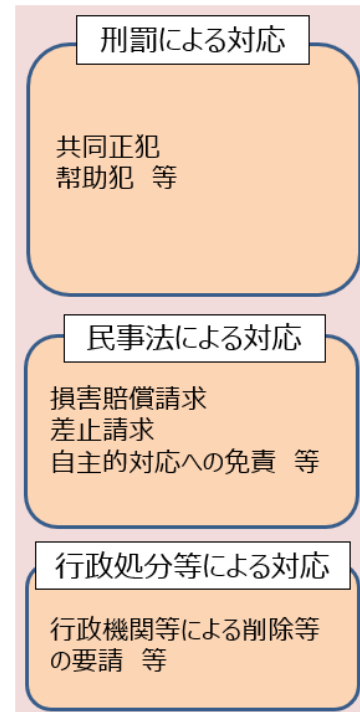 刑罰による対応
共同正犯
幇助犯 等
民事法による対応
損害賠償請求
差止請求
自主的対応への免責 等
行政処分等による対応
行政機関等による削除等
の要請 等